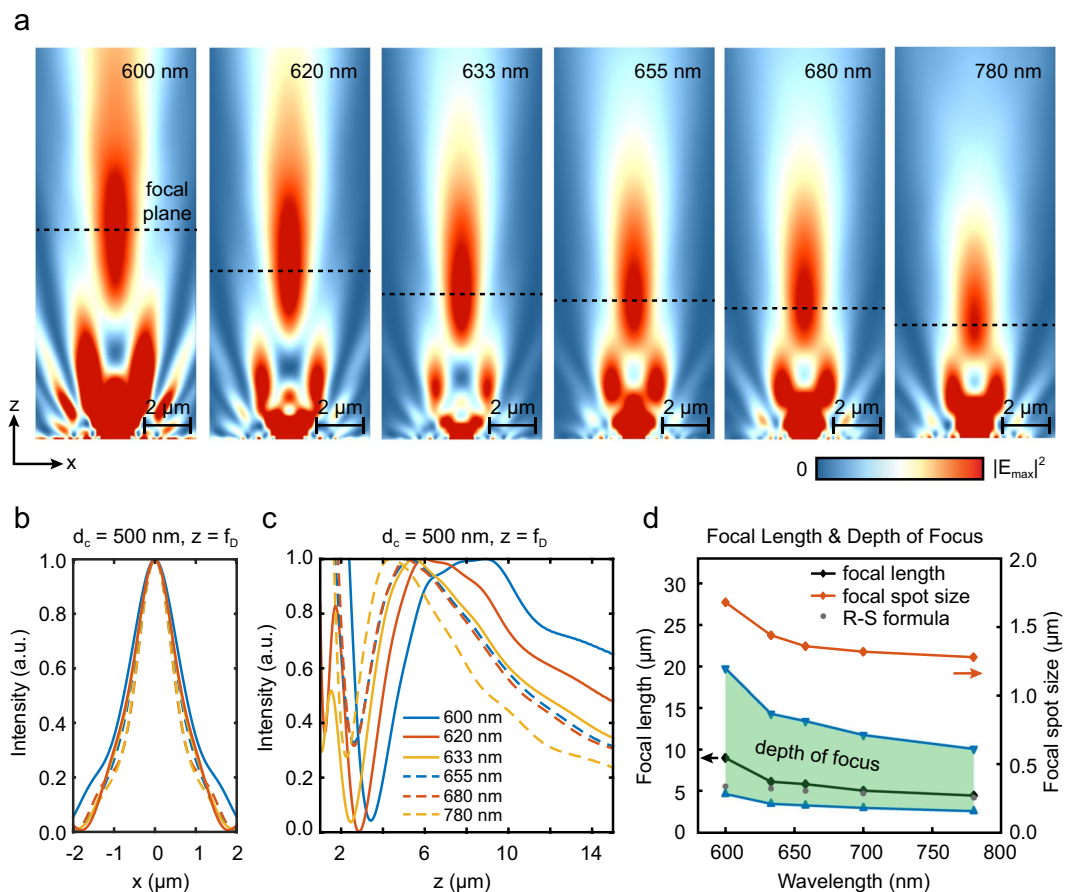 a
600 nm
620 nm
633 nm
655 nm
680 nm
780 nm
focal
plane
2 µm
2 µm
2 µm
2 µm
2 µm
2 µm
z
x
0
|E_max|²
b
d_c = 500 nm, z = f_D
Intensity (a.u.)
1.0
0.8
0.6
0.4
0.2
0.0
-2
-1
0
1
2
x (µm)
c
d_c = 500 nm, z = f_D
Intensity (a.u.)
1.0
0.8
0.6
0.4
0.2
0.0
600 nm
620 nm
633 nm
655 nm
680 nm
780 nm
2
6
10
14
z (µm)
d
Focal Length & Depth of Focus
Focal length (µm)
30
25
20
15
10
5
0
focal length
focal spot size
R-S formula
depth of focus
2.0
1.5
1.0
0.5
0.0
Focal spot size (µm)
600
650
700
750
800
Wavelength (nm)